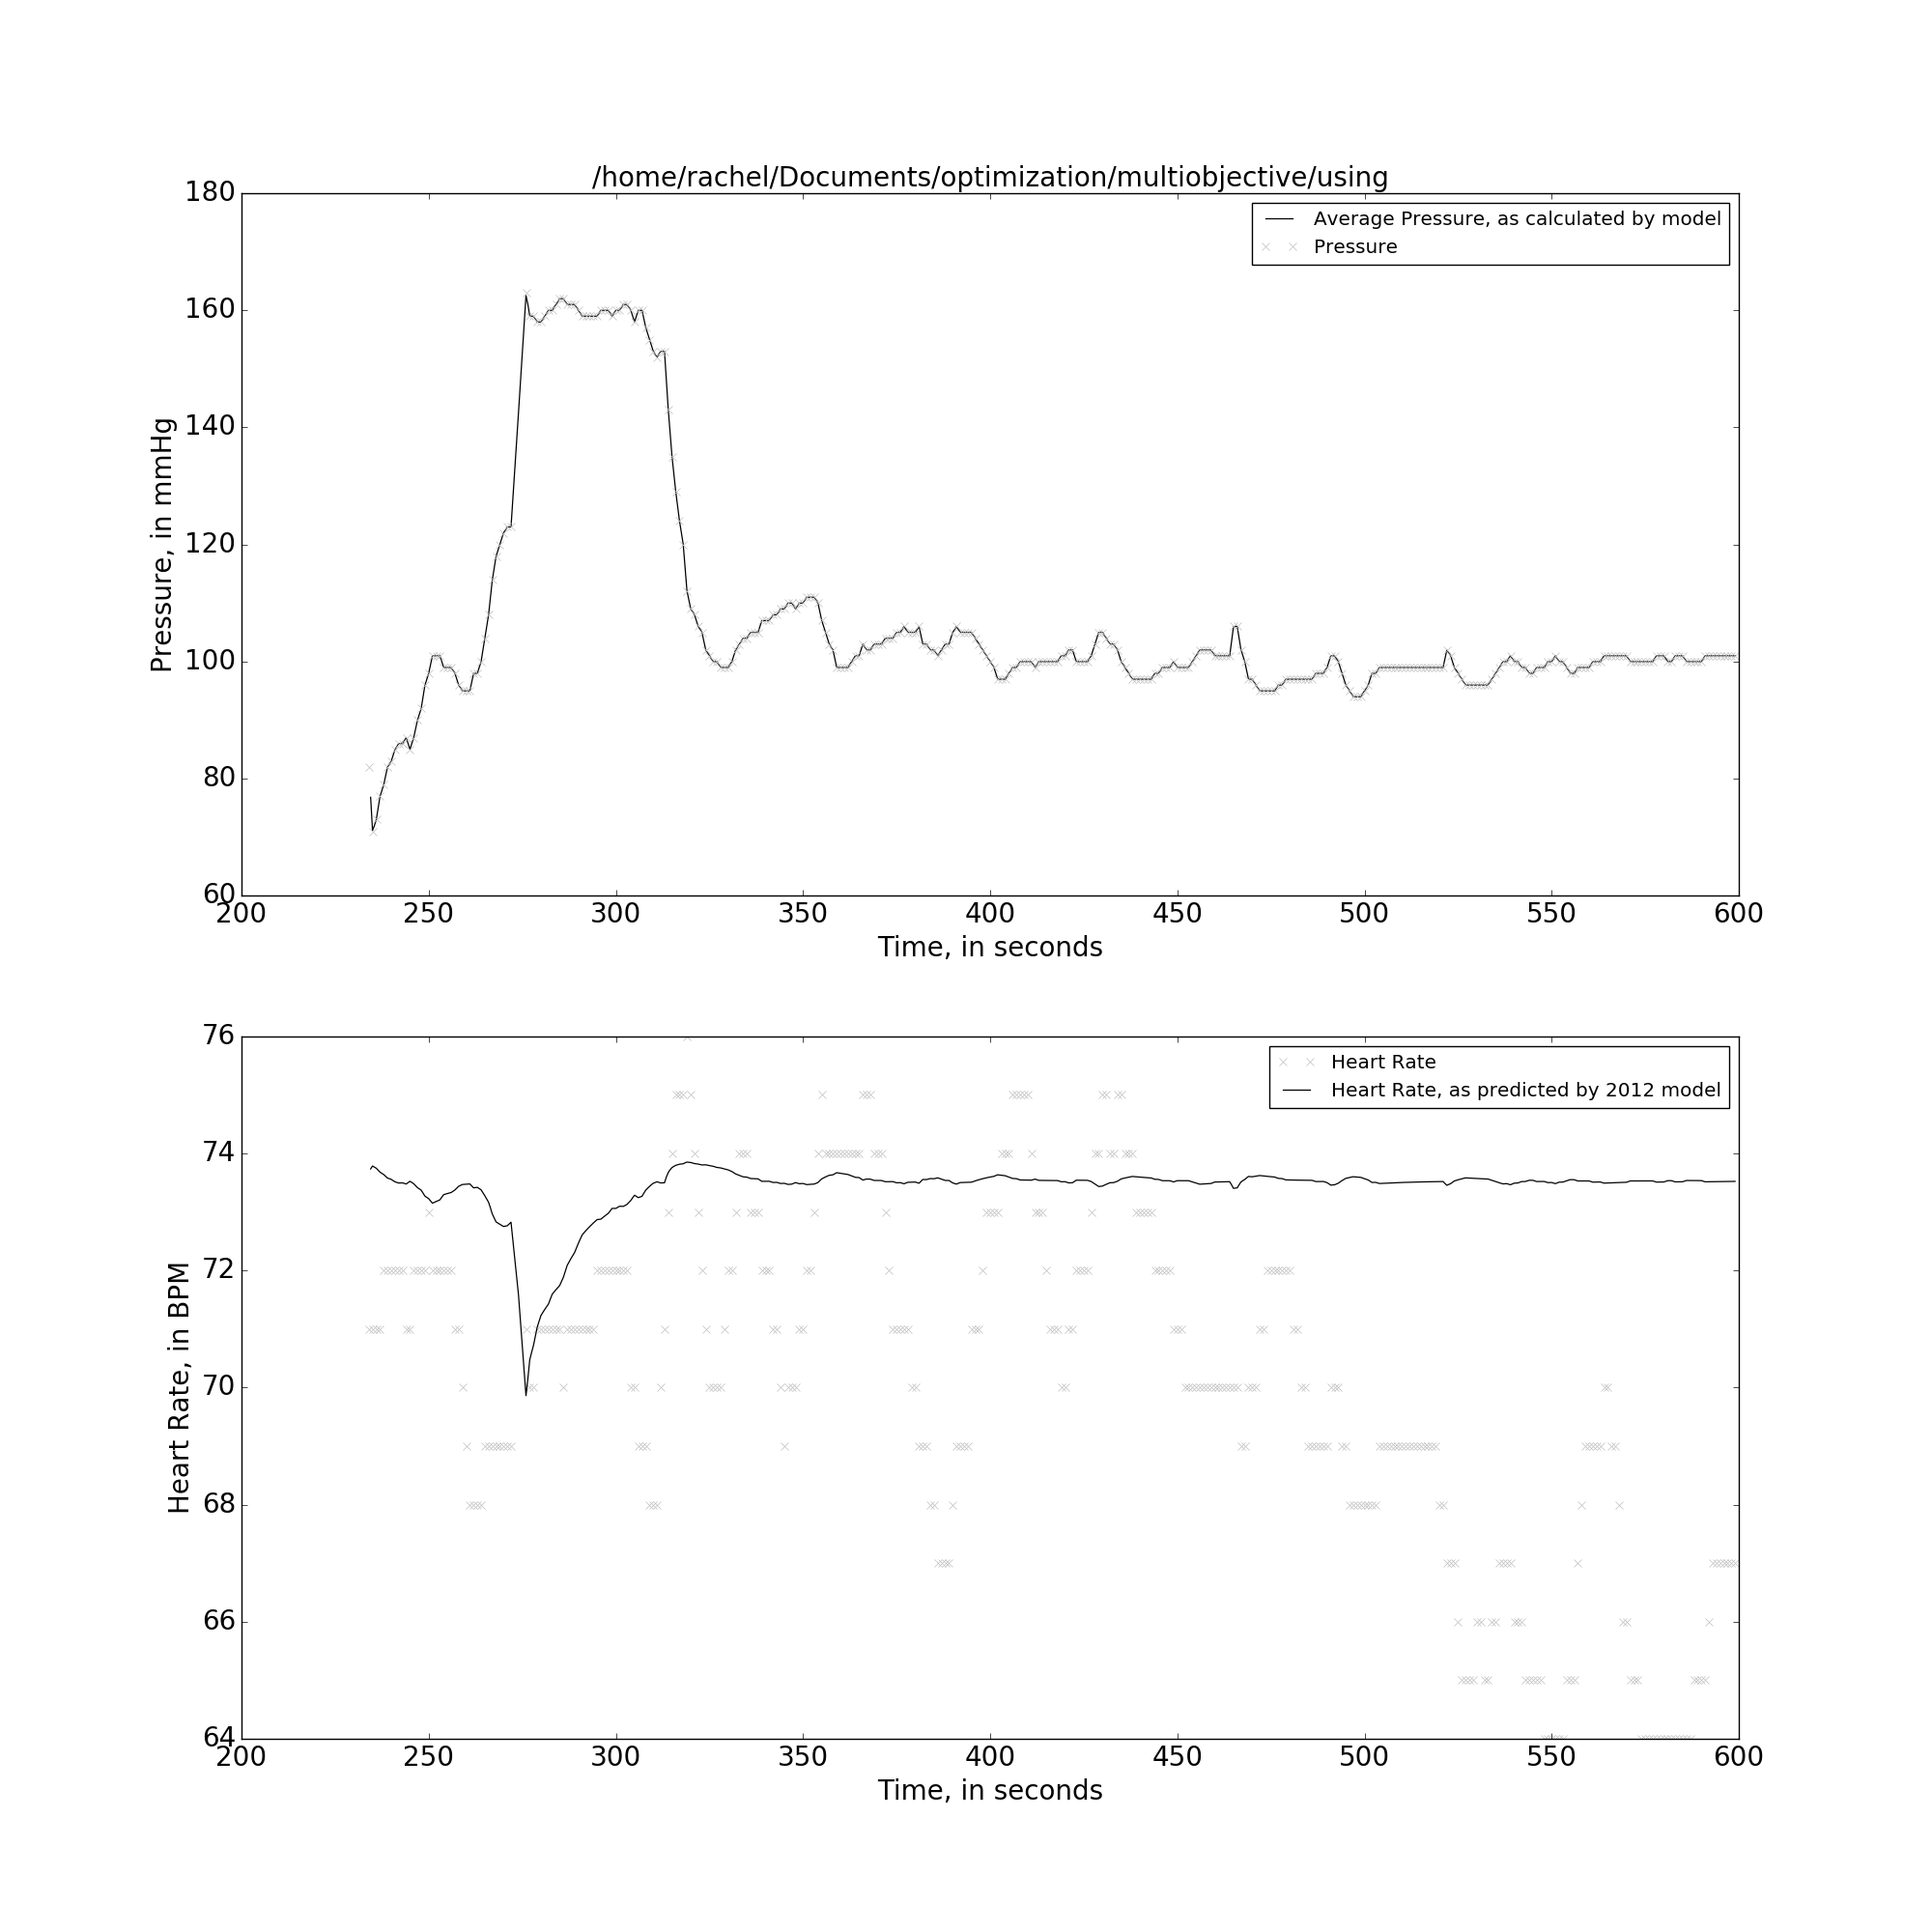 /home/rachel/Documents/optimization/multiobjective/using
180
160
140
120
100
80
60
Pressure, in mmHg
Average Pressure, as calculated by model
Pressure
200 250 300 350 400 450 500 550 600
Time, in seconds
76
74
72
70
68
66
64
Heart Rate, in BPM
Heart Rate
Heart Rate, as predicted by 2012 model
200 250 300 350 400 450 500 550 600
Time, in seconds